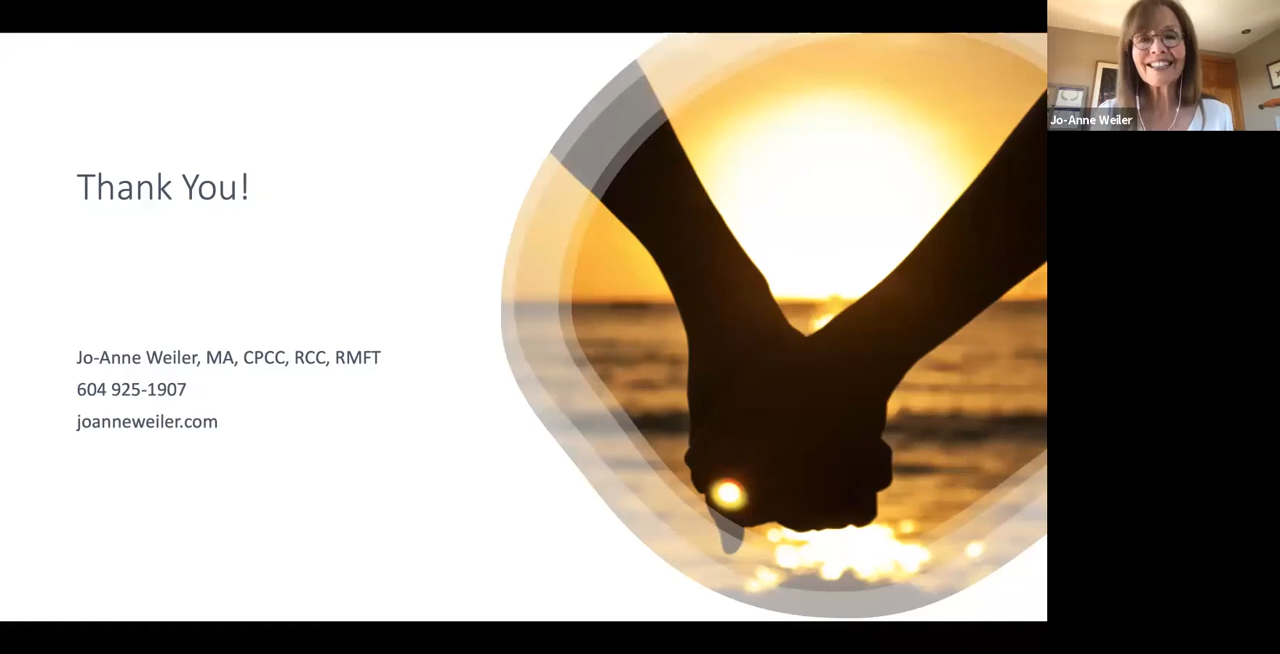 Thank You!
Jo-Anne Weiler, MA, CPCC, RCC, RMFT
604 925-1907
joanneweiler.com
Jo-Anne Weiler